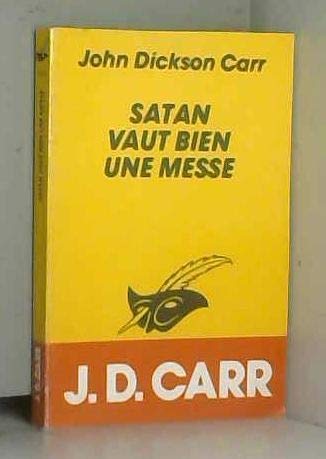 John Dickson Carr
SATAN
VAUT BIEN
UNE MESSE
J. D. CARR